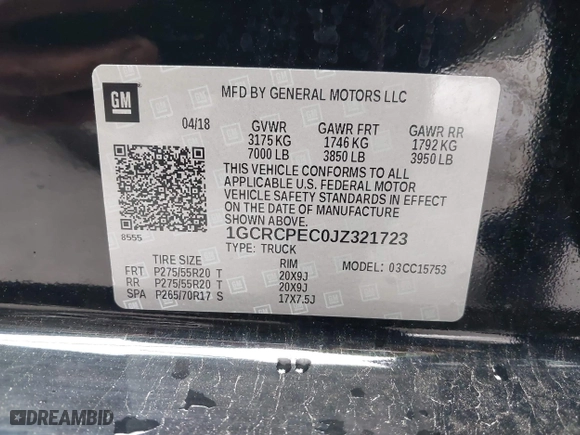 GM
MFD BY GENERAL MOTORS LLC
04/18 GVWR GAWR FRT GAWR RR
3175 KG 1746 KG 1792 KG
7000 LB 3850 LB 3950 LB
THIS VEHICLE CONFORMS TO ALL
APPLICABLE U.S. FEDERAL MOTOR
VEHICLE SAFETY STANDARDS IN EFFECT
ON THE DATE OF MANUFACTURE
SHOWN ABOVE.
8555 1GCRCPEC0JZ321723
TYPE: TRUCK
TIRE SIZE RIM MODEL: 03CC15753
FRT P275/55R20 T 20X9J
RR P275/55R20 T 20X9J
SPA P265/70R17 S 17X7.5J
DREAMBID